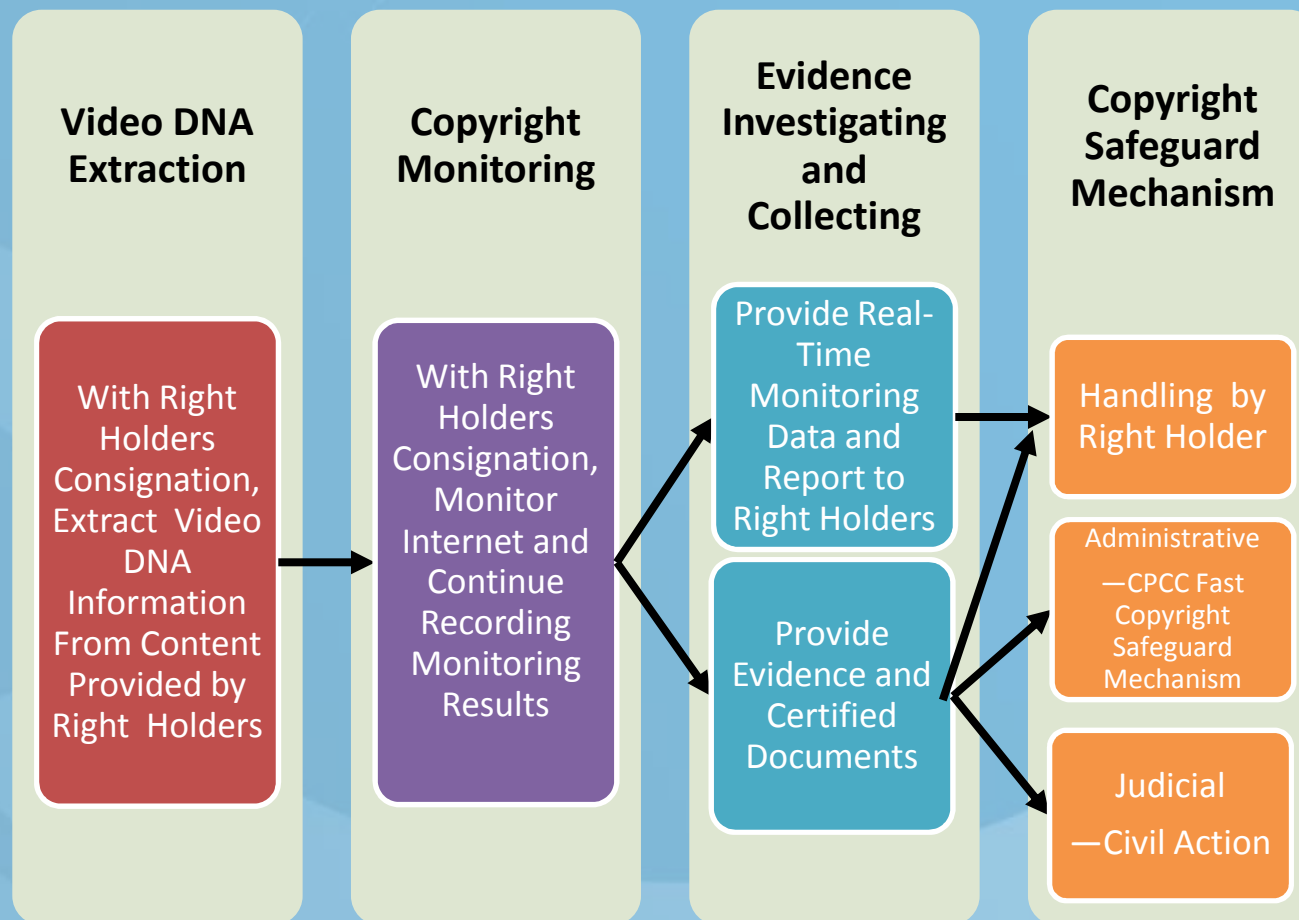 Video DNA
Extraction
With Right
Holders
Consignation,
Extract Video
DNA
Information
From Content
Provided by
Right Holders
Copyright
Monitoring
With Right
Holders
Consignation,
Monitor
Internet and
Continue
Recording
Monitoring
Results
Evidence
Investigating
and
Collecting
Provide Real-
Time
Monitoring
Data and
Report to
Right Holders
Provide
Evidence and
Certified
Documents
Copyright
Safeguard
Mechanism
Handling by
Right Holder
Administrative
—CPCC Fast
Copyright
Safeguard
Mechanism
Judicial
—Civil Action